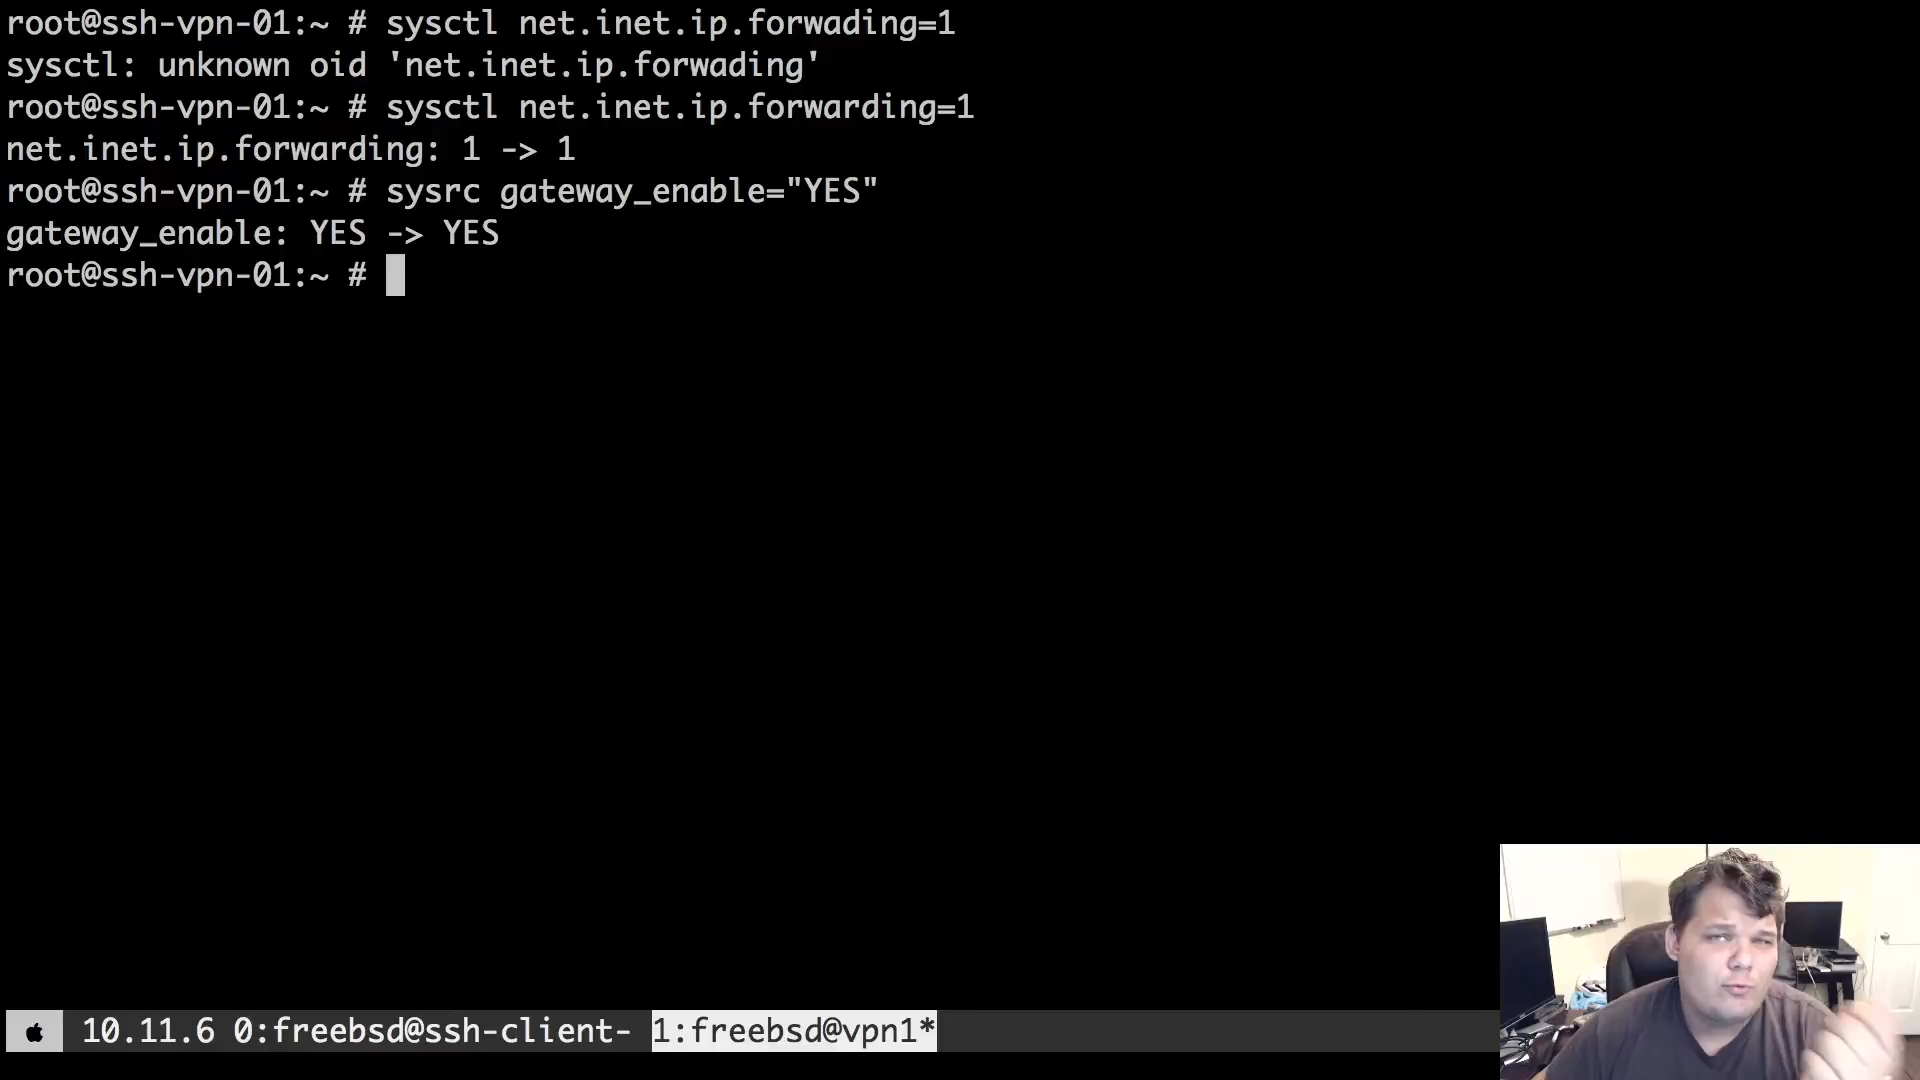 root@ssh-vpn-01:~ # sysctl net.inet.ip.forwading=1
sysctl: unknown oid 'net.inet.ip.forwading'
root@ssh-vpn-01:~ # sysctl net.inet.ip.forwarding=1
net.inet.ip.forwarding: 1 -> 1
root@ssh-vpn-01:~ # sysrc gateway_enable="YES"
gateway_enable: YES -> YES
root@ssh-vpn-01:~ #
10.11.6 0:freebsd@ssh-client- 1:freebsd@vpn1*